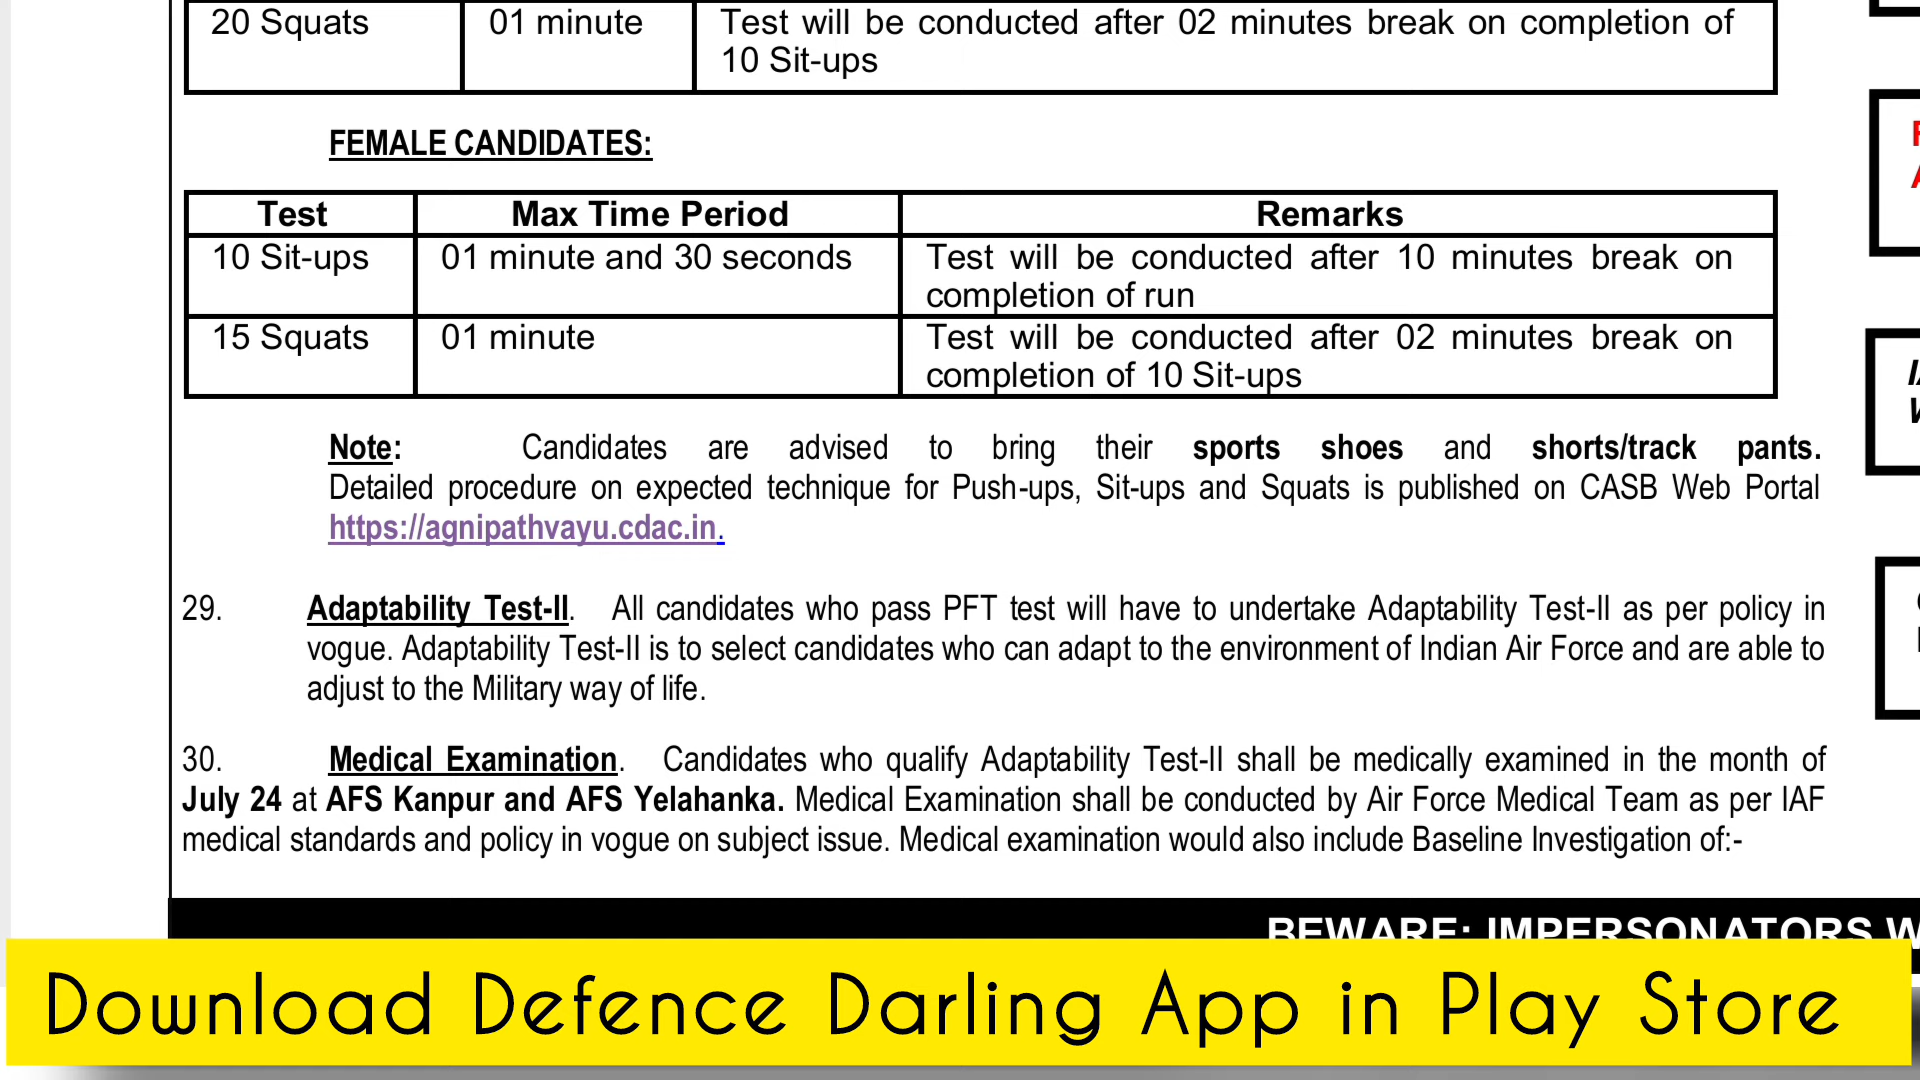 20 Squats 01 minute Test will be conducted after 02 minutes break on completion of
10 Sit-ups
FEMALE CANDIDATES:
Test Max Time Period Remarks
10 Sit-ups 01 minute and 30 seconds Test will be conducted after 10 minutes break on
completion of run
15 Squats 01 minute Test will be conducted after 02 minutes break on
completion of 10 Sit-ups
Note: Candidates are advised to bring their sports shoes and shorts/track pants.
Detailed procedure on expected technique for Push-ups, Sit-ups and Squats is published on CASB Web Portal
https://agnipathvayu.cdac.in.
29. Adaptability Test-II. All candidates who pass PFT test will have to undertake Adaptability Test-II as per policy in
vogue. Adaptability Test-II is to select candidates who can adapt to the environment of Indian Air Force and are able to
adjust to the Military way of life.
30. Medical Examination. Candidates who qualify Adaptability Test-II shall be medically examined in the month of
July 24 at AFS Kanpur and AFS Yelahanka. Medical Examination shall be conducted by Air Force Medical Team as per IAF
medical standards and policy in vogue on subject issue. Medical examination would also include Baseline Investigation of:-
BEWARE: IMPERSONATORS W
Download Defence Darling App in Play Store